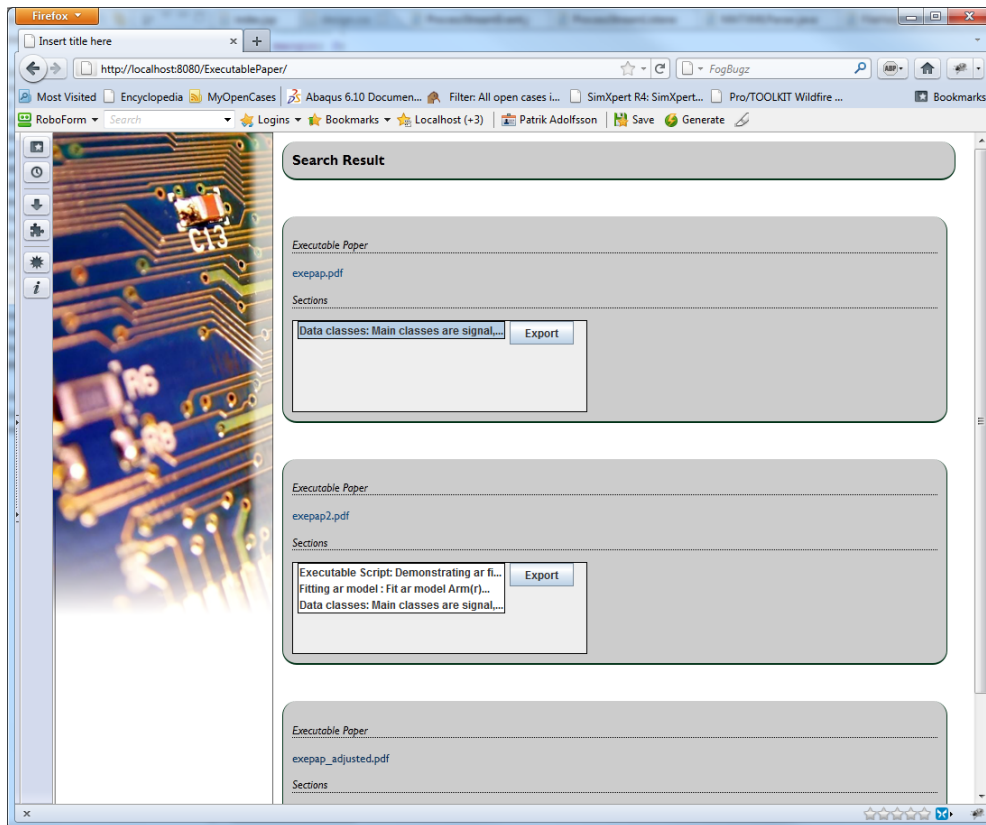 Firefox
Insert title here
http://localhost:8080/ExecutablePaper/
FogBugz
ABP
Most Visited Encyclopedia MyOpenCases Abaqus 6.10 Documen... Filter: All open cases i... SimXpert R4: SimXpert... Pro/TOOLKIT Wildfire ... Bookmarks
RoboForm Search Logins Bookmarks Localhost (+3) Patrik Adolfsson Save Generate
C13
R6
R8
Search Result
Executable Paper
exepap.pdf
Sections
Data classes: Main classes are signal,... Export
Executable Paper
exepap2.pdf
Sections
Executable Script: Demonstrating ar fi... Export
Fitting ar model : Fit ar model Arm(r)...
Data classes: Main classes are signal,...
Executable Paper
exepap_adjusted.pdf
Sections